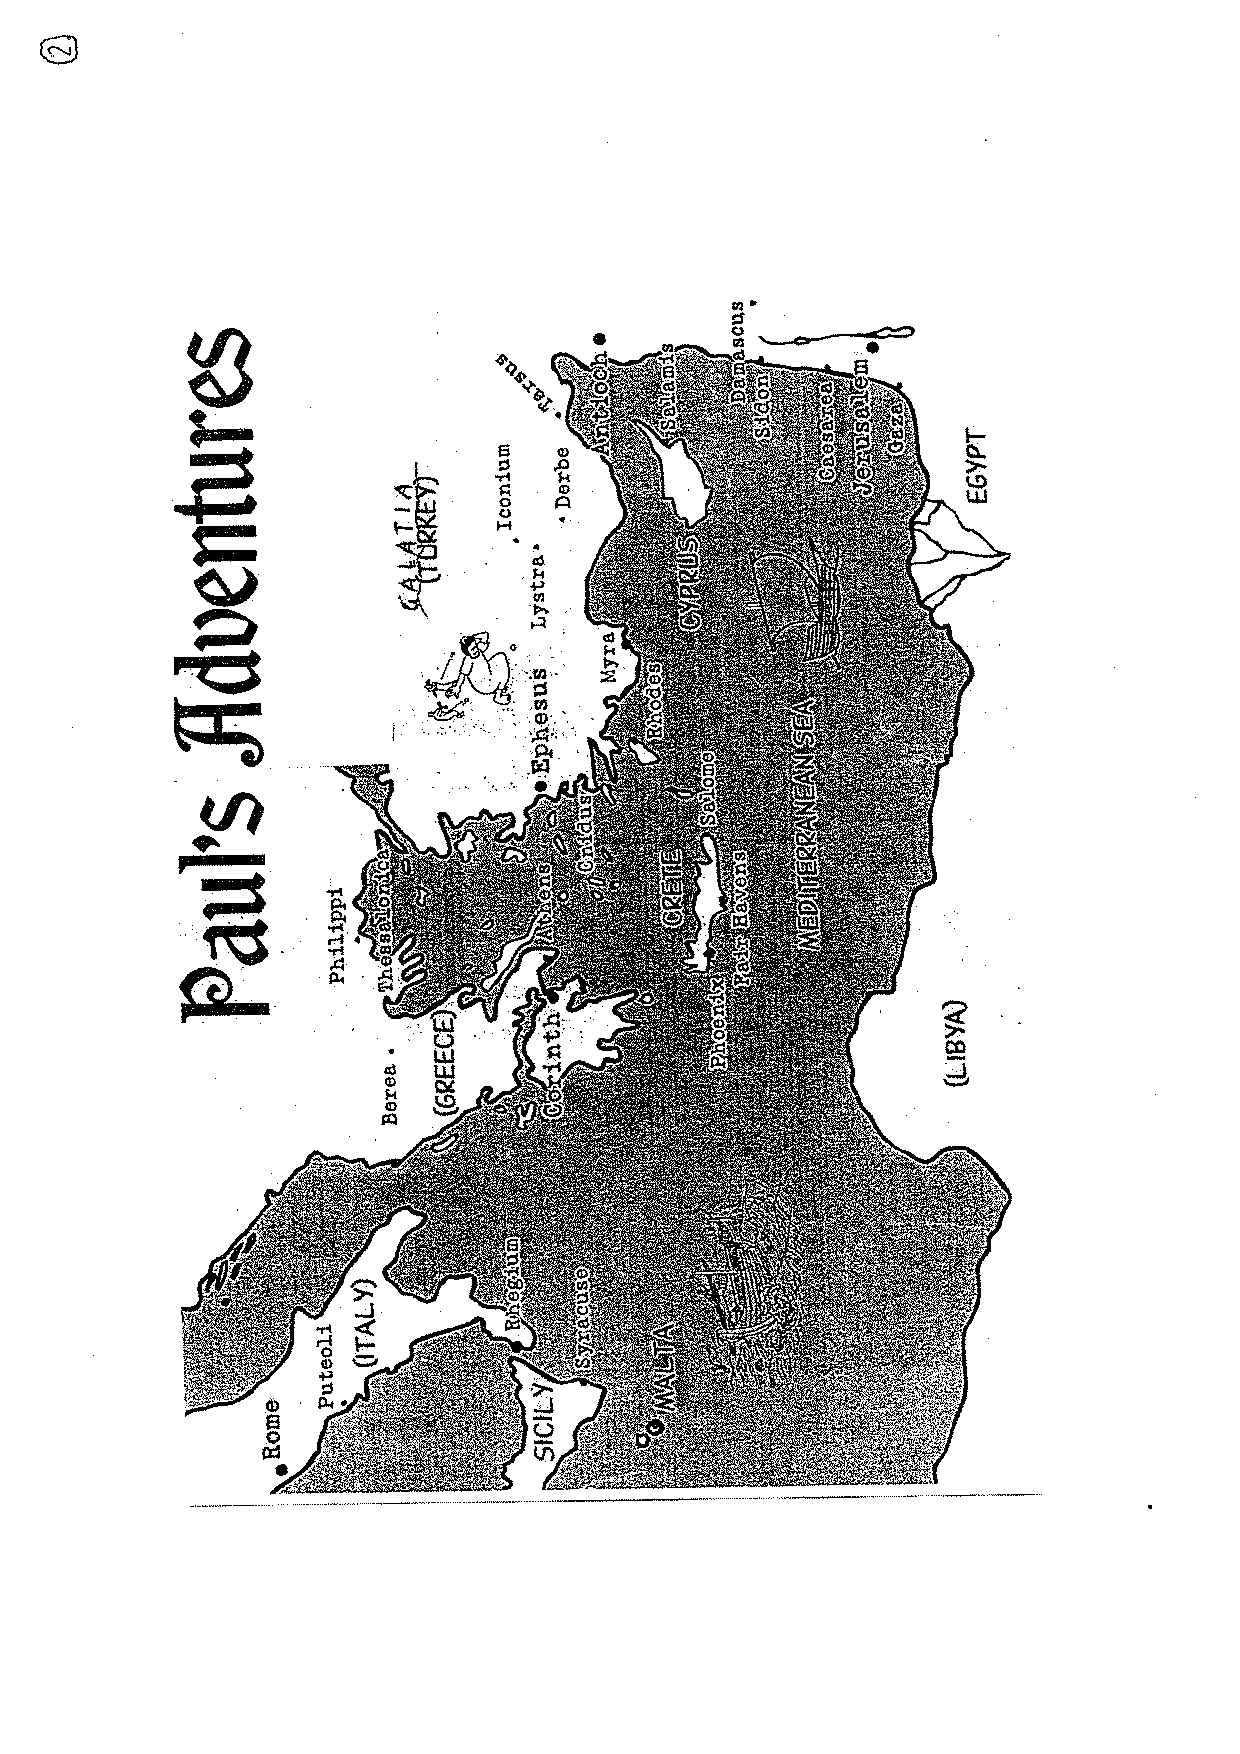 2
Paul's Adventures
Rome
Puteoli
(ITALY)
Rhegium
SICILY
Syracuse
MALTA
Philippi
Thessalonica
Berea
(GREECE)
Athens
Corinth
Cnidus
CRETE
Salome
Phoenix
Fair Havens
GALATIA
(TURKEY)
Ephesus
Iconium
Lystra
Derbe
Tarsus
Myra
Rhodes
Antioch
CYPRUS
Salamis
Damascus
Sidon
Caesarea
Jerusalem
Gaza
MEDITERRANEAN SEA
EGYPT
(LIBYA)